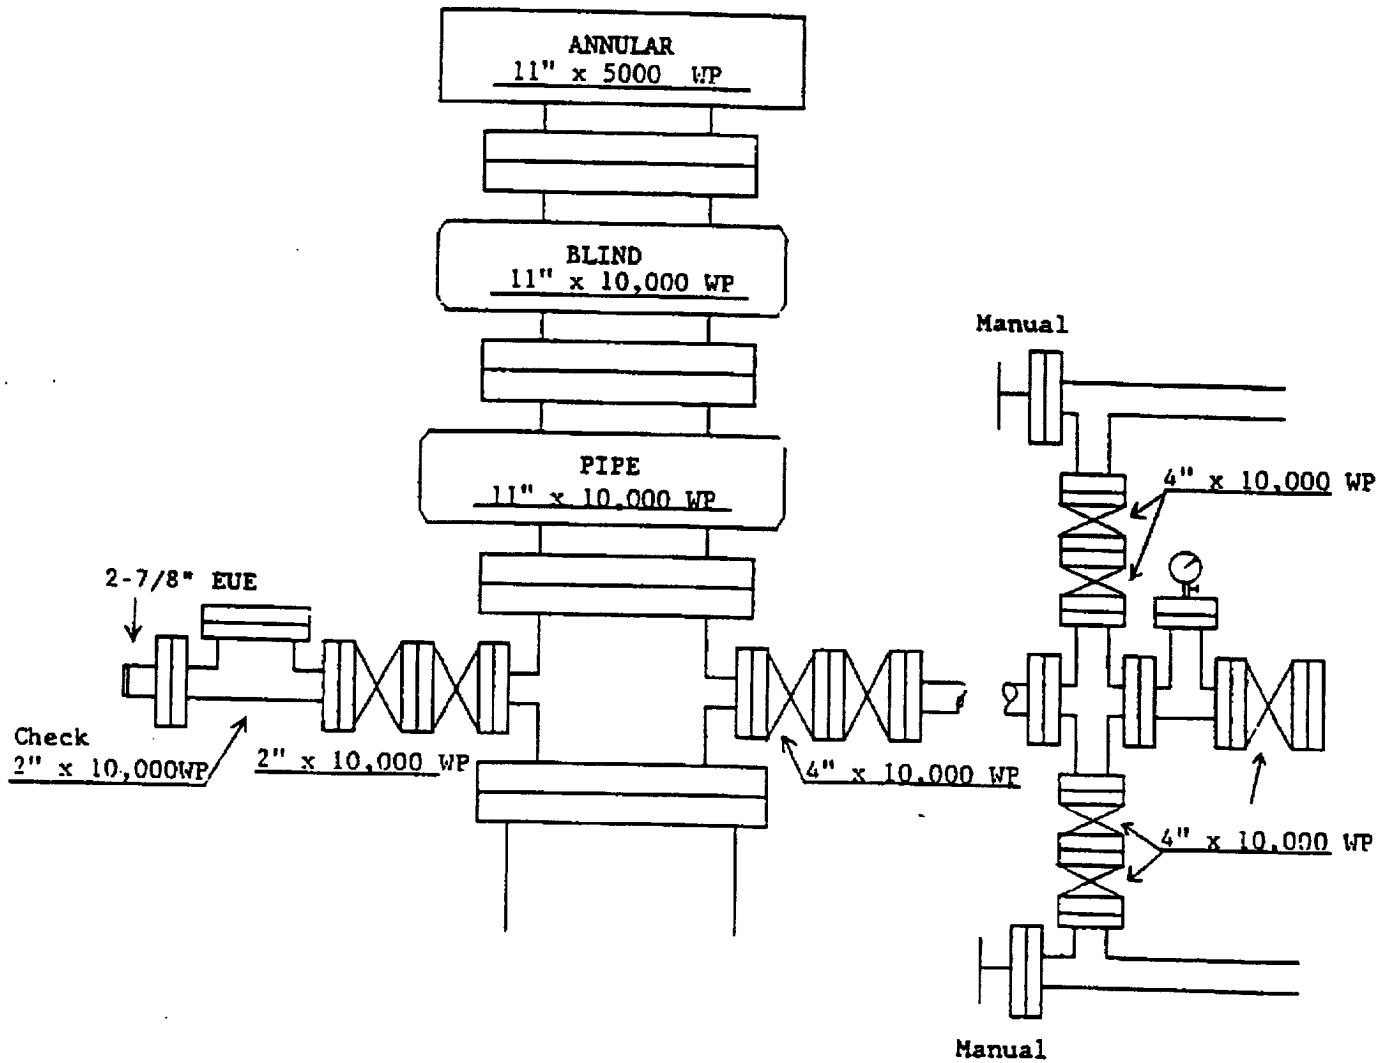 ANNULAR
11" x 5000 WP
BLIND
11" x 10,000 WP
Manual
PIPE
11" x 10,000 WP
4" x 10,000 WP
2-7/8" EUE
Check
2" x 10,000WP
2" x 10,000 WP
4" x 10,000 WP
4" x 10,000 WP
Manual